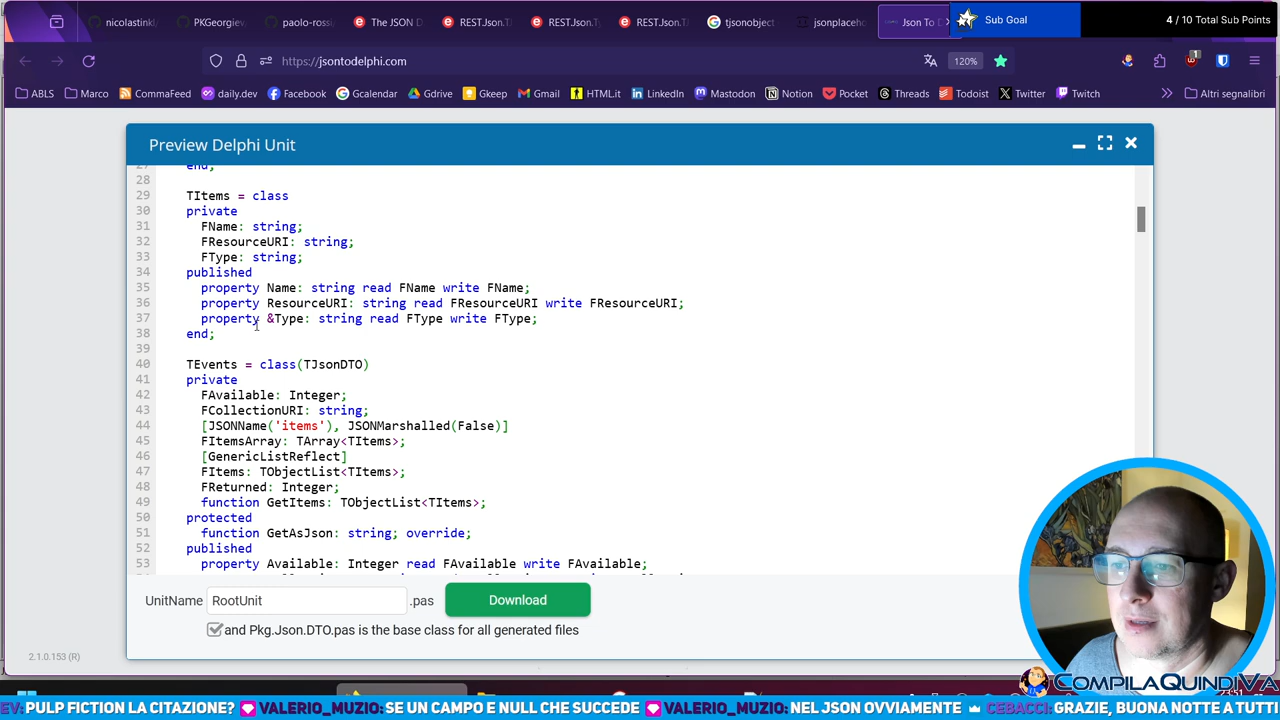 nicolastinkl
PKGeorgiev
paolo-rossi
The JSON D
REST.Json.T
REST.Json.T
REST.Json.T
tjsonobject
jsonplaceho
Json To D
Sub Goal
4 / 10 Total Sub Points
https://jsontodelphi.com
120%
1
ABLS
Marco
CommaFeed
daily.dev
Facebook
Gcalendar
Gdrive
Gkeep
Gmail
HTML.it
LinkedIn
Mastodon
Notion
Pocket
Threads
Todoist
Twitter
Twitch
Altri segnalibri
Preview Delphi Unit
27 end;
28
29 TItems = class
30 private
31 FName: string;
32 FResourceURI: string;
33 FType: string;
34 published
35 property Name: string read FName write FName;
36 property ResourceURI: string read FResourceURI write FResourceURI;
37 property &Type: string read FType write FType;
38 end;
39
40 TEvents = class(TJsonDTO)
41 private
42 FAvailable: Integer;
43 FCollectionURI: string;
44 [JSONName('items'), JSONMarshalled(False)]
45 FItemsArray: TArray<TItems>;
46 [GenericListReflect]
47 FItems: TObjectList<TItems>;
48 FReturned: Integer;
49 function GetItems: TObjectList<TItems>;
50 protected
51 function GetAsJson: string; override;
52 published
53 property Available: Integer read FAvailable write FAvailable;
UnitName RootUnit .pas Download
and Pkg.Json.DTO.pas is the base class for all generated files
2.1.0.153 (R)
COMPILAQUINDIVA
EV: PULP FICTION LA CITAZIONE? VALERIO_MUZIO: SE UN CAMPO E NULL CHE SUCCEDE VALERIO_MUZIO: NEL JSON OVVIAMENTE CEBACCI: GRAZIE, BUONA NOTTE A TUTTI